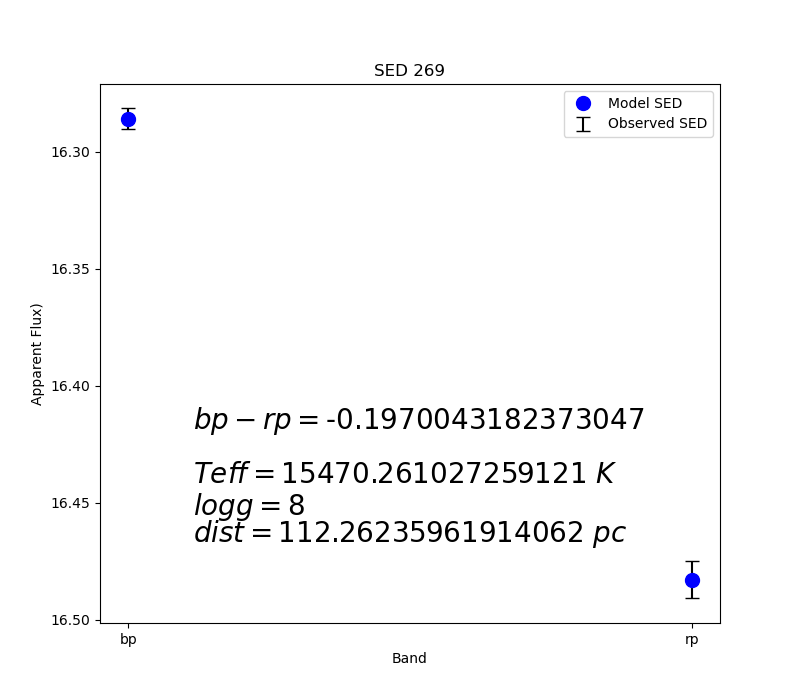 SED 269
Model SED
Observed SED
16.30
16.35
16.40
16.45
16.50
Apparent Flux)
bp − rp = -0.1970043182373047
Teff = 15470.261027259121 K
logg = 8
dist = 112.26235961914062 pc
bp
rp
Band